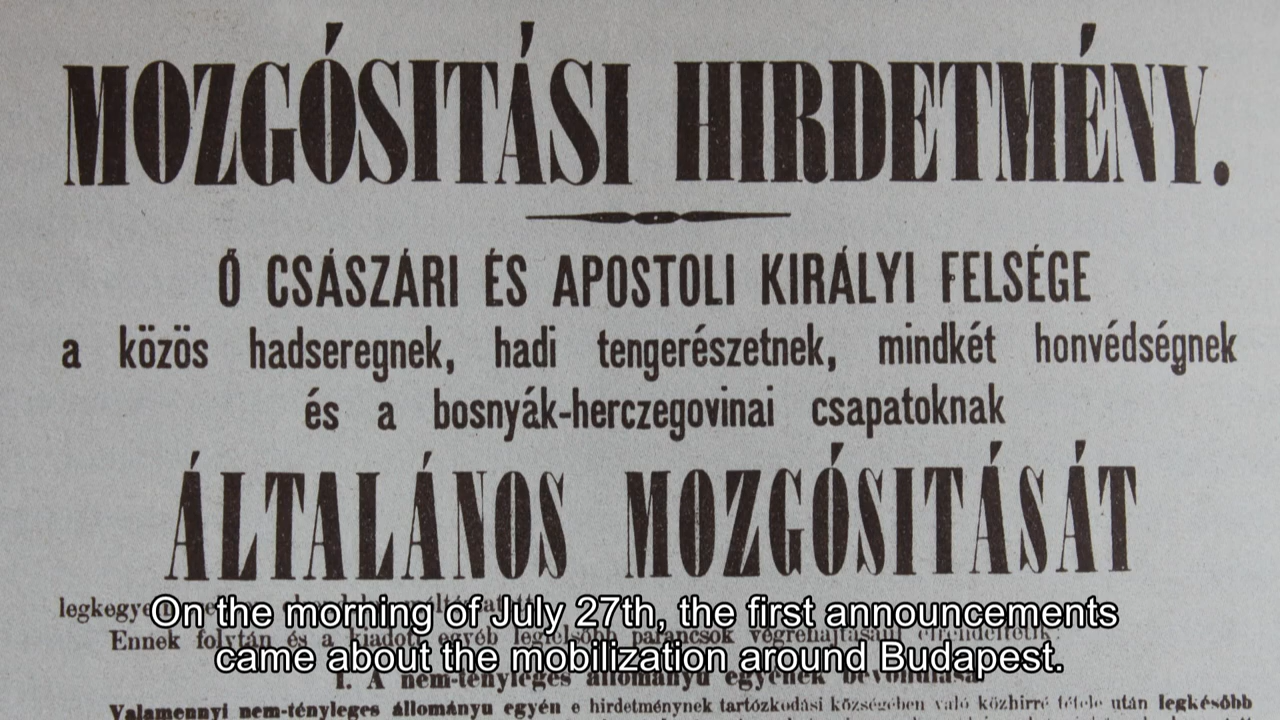 MOZGÓSITÁSI HIRDETMÉNY.
Ő CSÁSZÁRI ÉS APOSTOLI KIRÁLYI FELSÉGE
a közös hadseregnek, hadi tengerészetnek, mindkét honvédségnek
és a bosnyák-herczegovinai csapatoknak
ÁLTALÁNOS MOZGÓSITÁSÁT
On the morning of July 27th, the first announcements
Ennek folytán és a kiadott egyéb legfelsőbb parancsok végrehajtásául elrendeltetik:
came about the mobilization around Budapest.
I. A nem-tényleges állományu egyének bevonulása.
Valamennyi nem-tényleges állományu egyén e hirdetménynek tartózkodási községében való közhirré tétele után legkésőbb